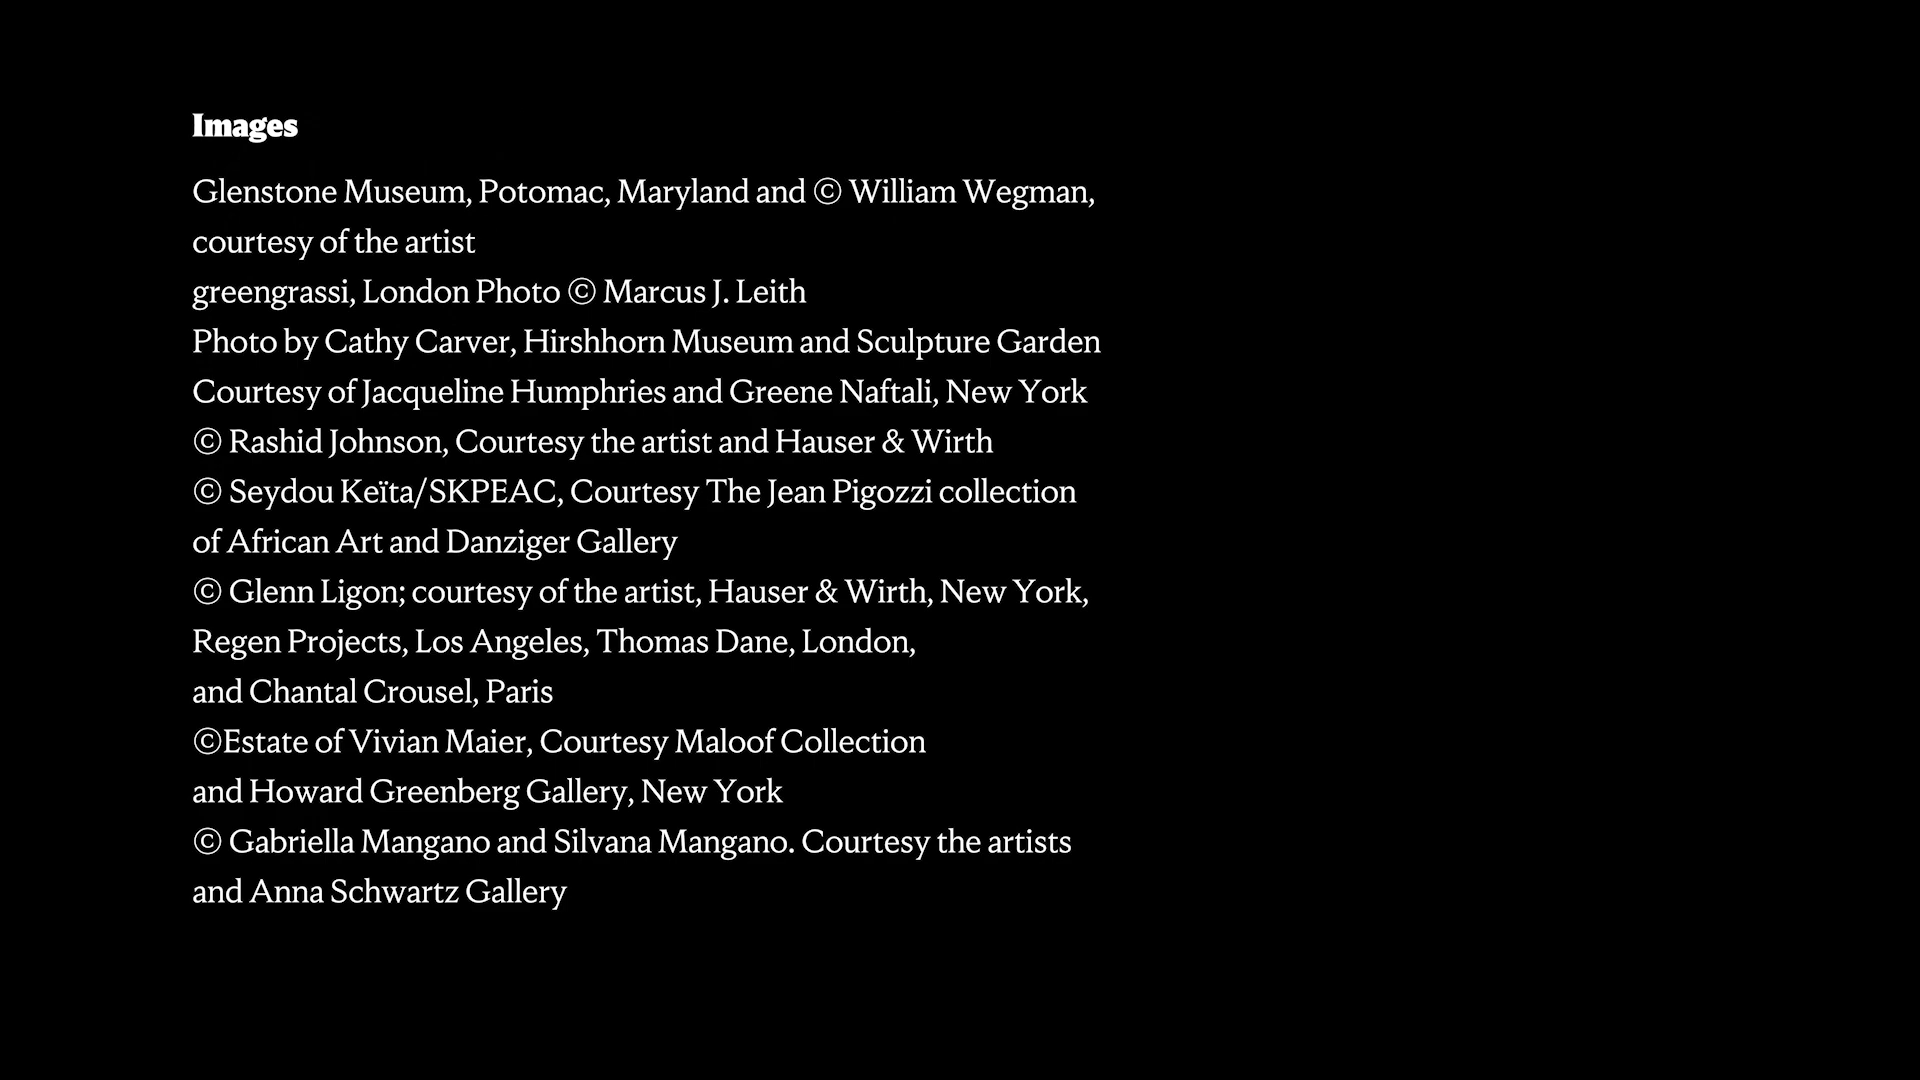 Images
Glenstone Museum, Potomac, Maryland and © William Wegman,
courtesy of the artist
greengrassi, London Photo © Marcus J. Leith
Photo by Cathy Carver, Hirshhorn Museum and Sculpture Garden
Courtesy of Jacqueline Humphries and Greene Naftali, New York
© Rashid Johnson, Courtesy the artist and Hauser & Wirth
© Seydou Keïta/SKPEAC, Courtesy The Jean Pigozzi collection
of African Art and Danziger Gallery
© Glenn Ligon; courtesy of the artist, Hauser & Wirth, New York,
Regen Projects, Los Angeles, Thomas Dane, London,
and Chantal Crousel, Paris
©Estate of Vivian Maier, Courtesy Maloof Collection
and Howard Greenberg Gallery, New York
© Gabriella Mangano and Silvana Mangano. Courtesy the artists
and Anna Schwartz Gallery